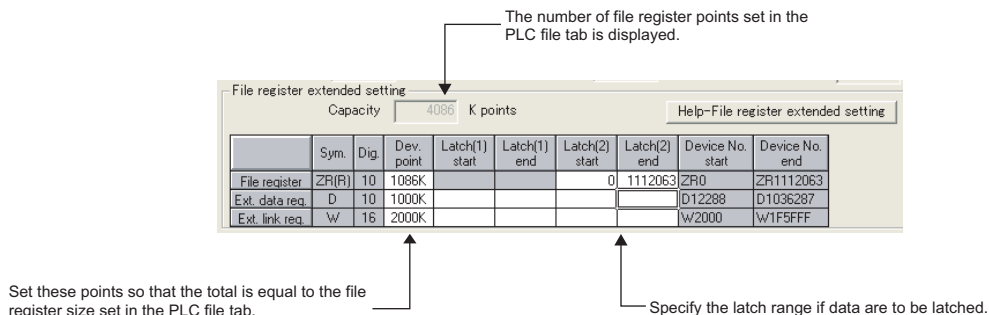 The number of file register points set in the
PLC file tab is displayed.
File register extended setting
Capacity 4086 K points Help-File register extended setting
Sym. Dig. Dev. point Latch(1) start Latch(1) end Latch(2) start Latch(2) end Device No. start Device No. end
File register ZR(R) 10 1086K 0 1112063 ZR0 ZR1112063
Ext. data reg. D 10 1000K D12288 D1036287
Ext. link reg. W 16 2000K W2000 W1F5FFF
Set these points so that the total is equal to the file
register size set in the PLC file tab.
Specify the latch range if data are to be latched.